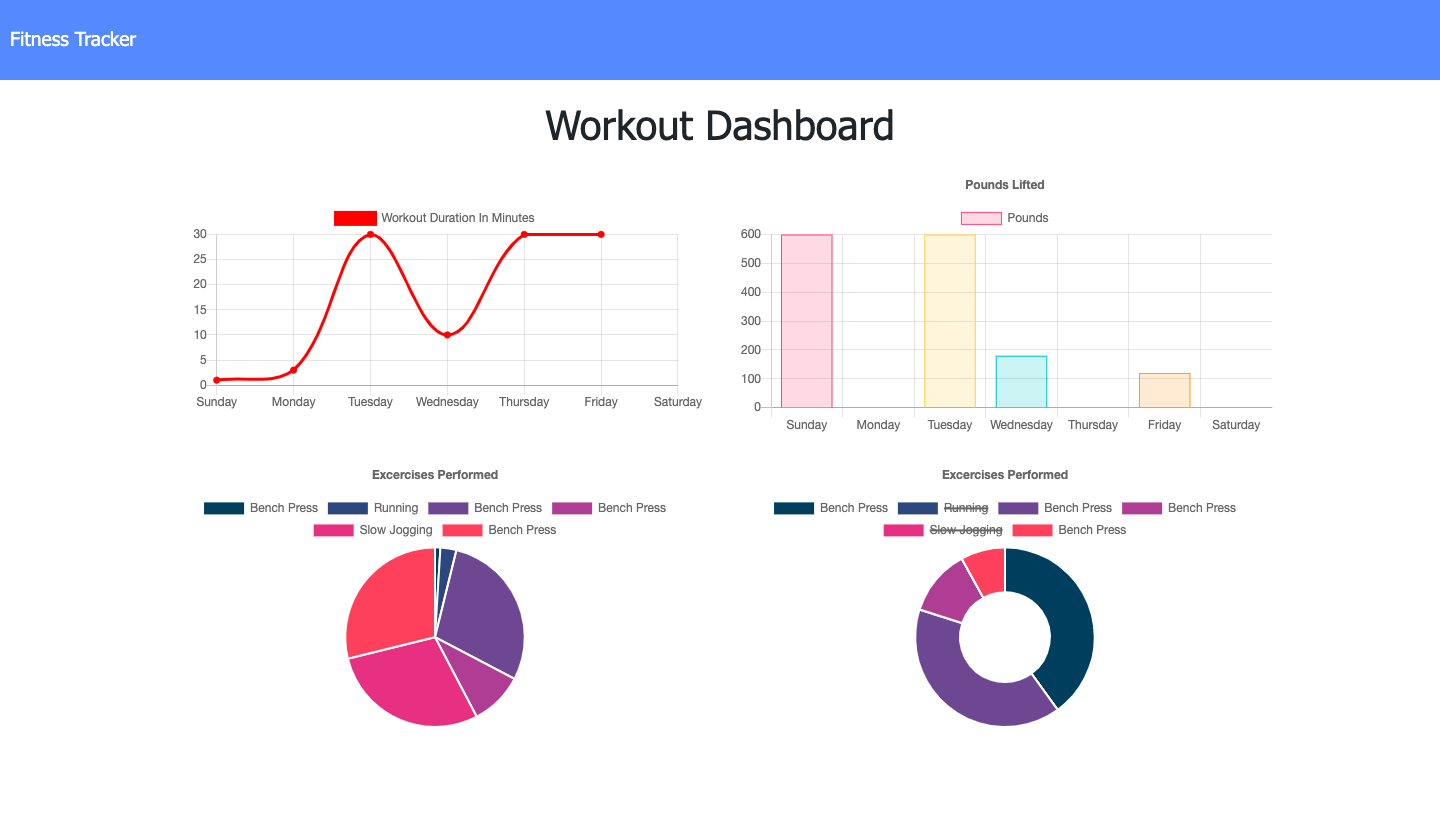 Fitness Tracker
Workout Dashboard
Workout Duration In Minutes
30
25
20
15
10
5
0
Sunday Monday Tuesday Wednesday Thursday Friday Saturday
Pounds Lifted
Pounds
600
500
400
300
200
100
0
Sunday Monday Tuesday Wednesday Thursday Friday Saturday
Excercises Performed
Bench Press Running Bench Press Bench Press
Slow Jogging Bench Press
Excercises Performed
Bench Press Running Bench Press Bench Press
Slow Jogging Bench Press